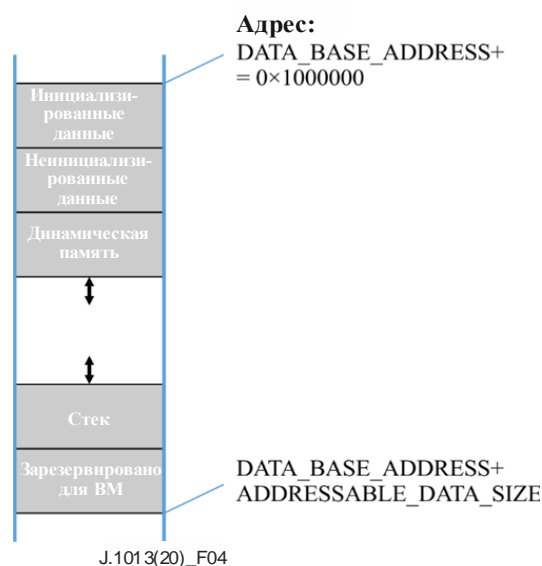 Адрес:
DATA_BASE_ADDRESS+
= 0×1000000
Инициализи-
рованные
данные
Неинициализи-
рованные
данные
Динамическая
память
Стек
Зарезервировано
для ВМ
DATA_BASE_ADDRESS+
ADDRESSABLE_DATA_SIZE
J.1013(20)_F04